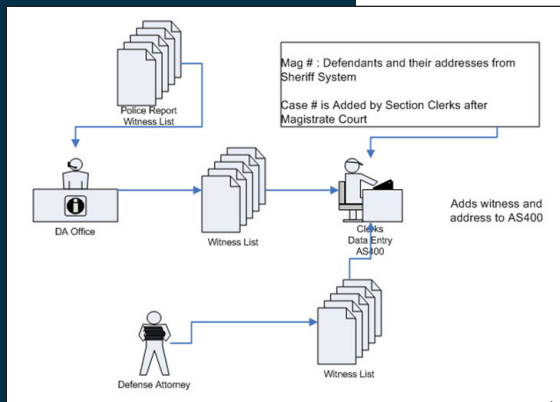 Police Report
Witness List
Mag # : Defendants and their addresses from
Sheriff System
Case # is Added by Section Clerks after
Magistrate Court
DA Office
Witness List
Clerks
Data Entry
AS400
Adds witness and
address to AS400
Defense Attorney
Witness List